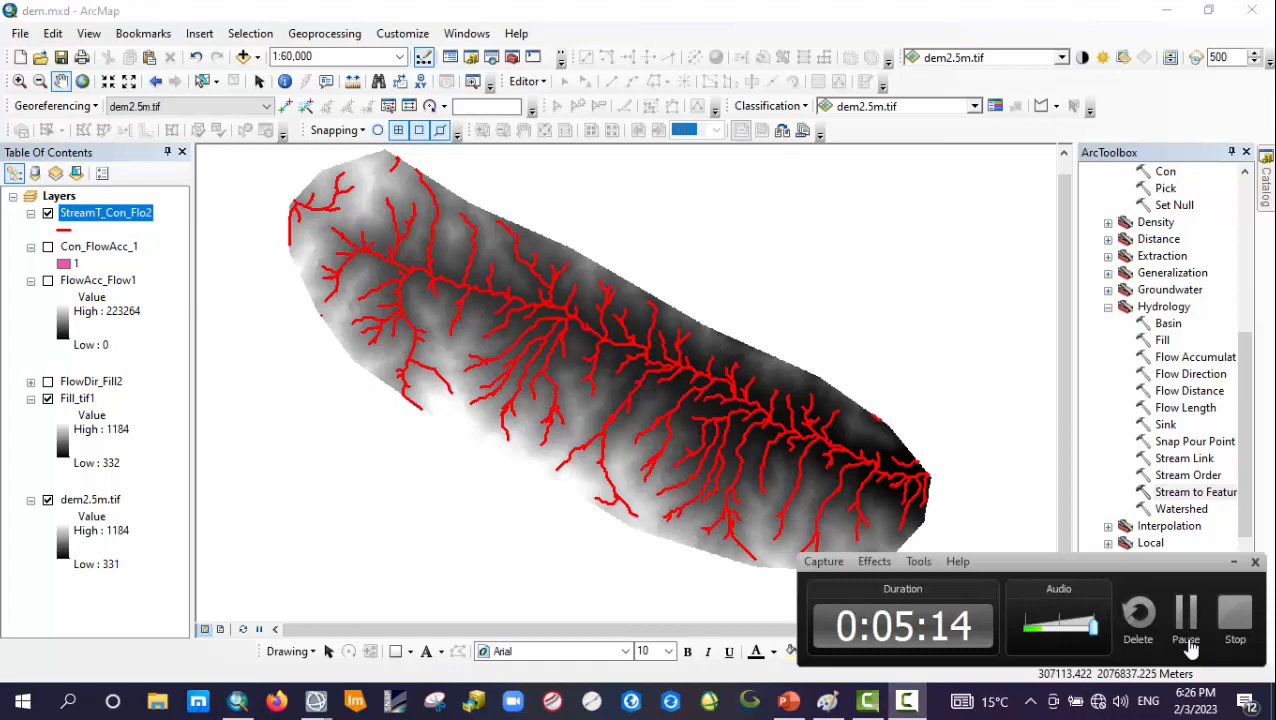 dem.mxd - ArcMap
File Edit View Bookmarks Insert Selection Geoprocessing Customize Windows Help
1:60,000
dem2.5m.tif
500
Editor
Georeferencing dem2.5m.tif
Classification dem2.5m.tif
Snapping
Table Of Contents
Layers
StreamT_Con_Flo2
Con_FlowAcc_1
1
FlowAcc_Flow1
Value
High : 223264
Low : 0
FlowDir_Fill2
Fill_tif1
Value
High : 1184
Low : 332
dem2.5m.tif
Value
High : 1184
Low : 331
ArcToolbox
Catalog
Con
Pick
Set Null
Density
Distance
Extraction
Generalization
Groundwater
Hydrology
Basin
Fill
Flow Accumulat
Flow Direction
Flow Distance
Flow Length
Sink
Snap Pour Point
Stream Link
Stream Order
Stream to Featur
Watershed
Interpolation
Local
Capture Effects Tools Help
Duration
0:05:14
Audio
Delete
Pause
Stop
Drawing
A
Arial
10
B I U A
307113.422 2076837.225 Meters
15°C
ENG
6:26 PM
2/3/2023
12